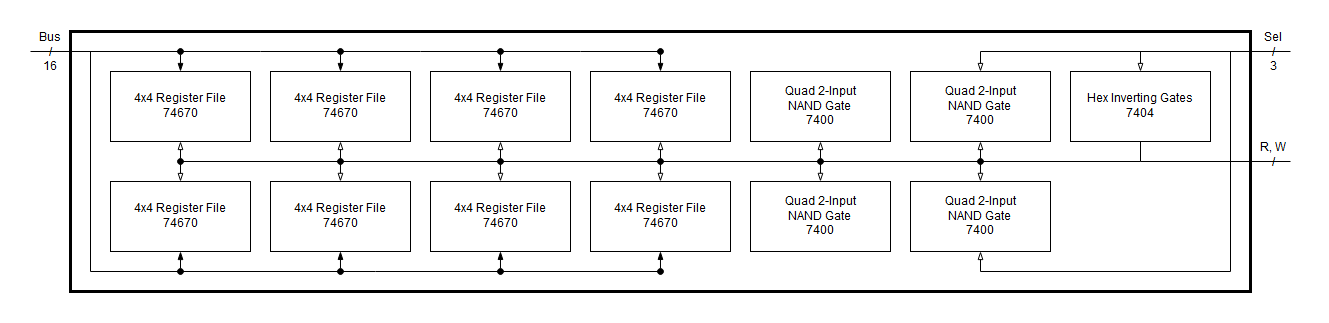 Bus
16
Sel
3
4x4 Register File
74670
4x4 Register File
74670
4x4 Register File
74670
4x4 Register File
74670
Quad 2-Input
NAND Gate
7400
Quad 2-Input
NAND Gate
7400
Hex Inverting Gates
7404
R, W
4x4 Register File
74670
4x4 Register File
74670
4x4 Register File
74670
4x4 Register File
74670
Quad 2-Input
NAND Gate
7400
Quad 2-Input
NAND Gate
7400